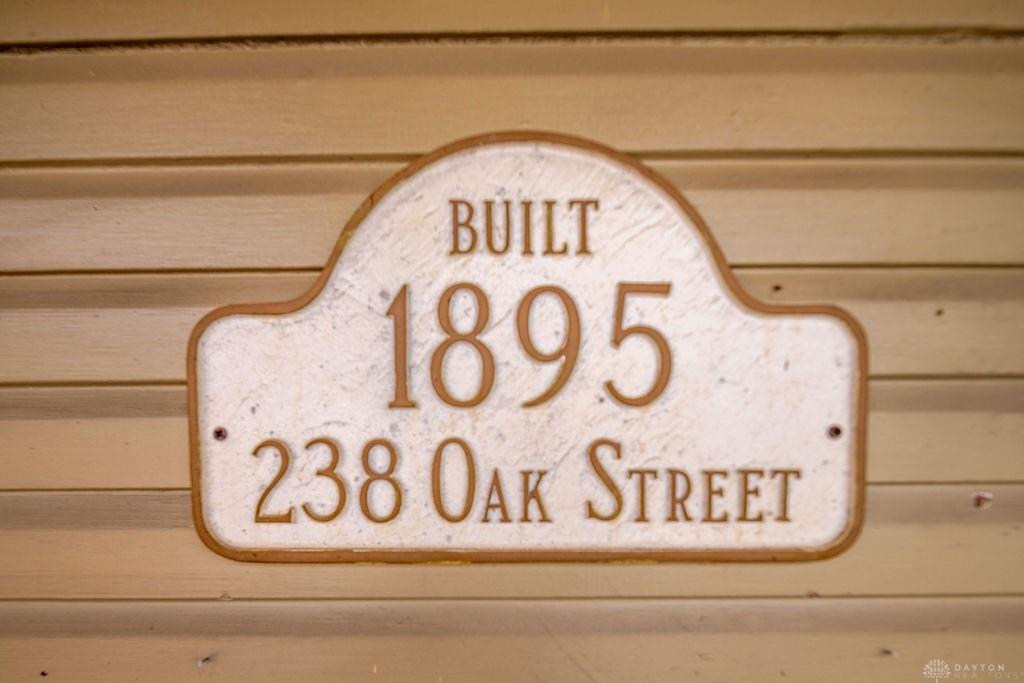 BUILT
1895
238 OAK STREET
DAYTON
REALTORS